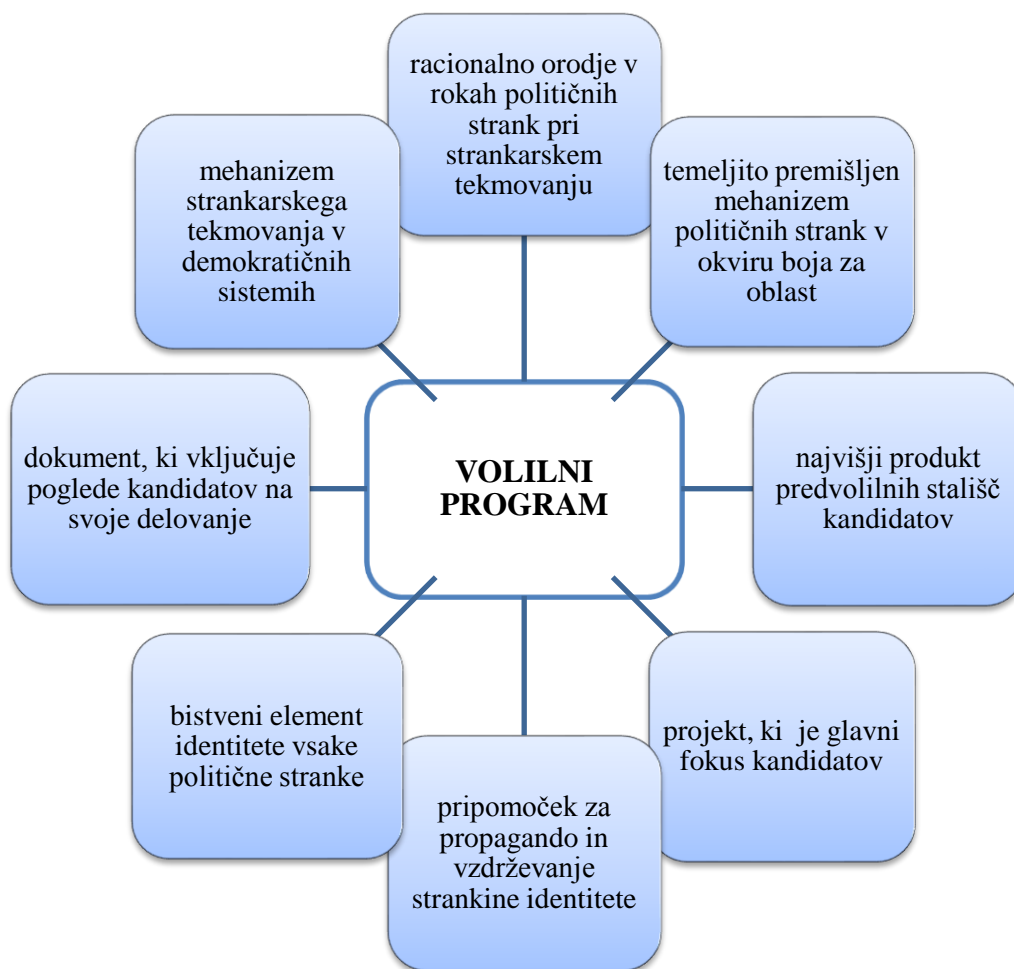 racionalno orodje v
rokah političnih
strank pri
strankarskem
tekmovanju
temeljito premišljen
mehanizem
političnih strank v
okviru boja za
oblast
najvišji produkt
predvolilnih stališč
kandidatov
projekt, ki  je glavni
fokus kandidatov
pripomoček za
propagando in
vzdrževanje
strankine identitete
bistveni element
identitete vsake
politične stranke
dokument, ki vključuje
poglede kandidatov na
svoje delovanje
mehanizem
strankarskega
tekmovanja v
demokratičnih
sistemih
VOLILNI
PROGRAM